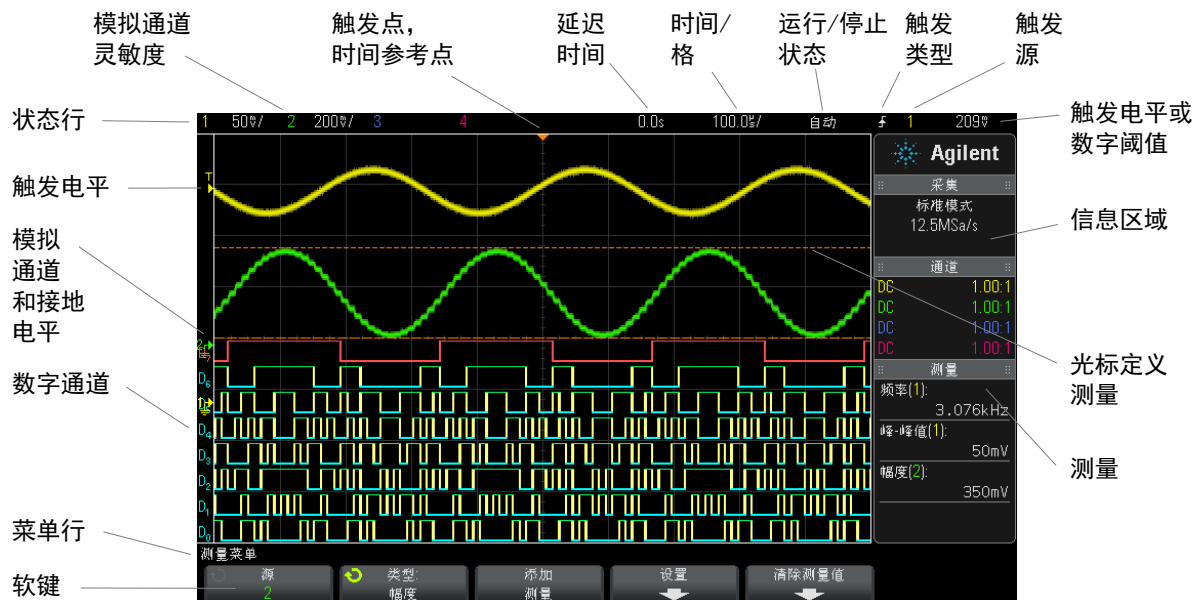 模拟通道
灵敏度
触发点，
时间参考点
延迟
时间
时间/
格
运行/停止
状态
触发
类型
触发
源
状态行
触发电平或
数字阈值
1 50mV/ 2 200mV/ 3 4 0.0s 100.0µs/ 自动 1 209mV
Agilent
触发电平
T
采集
标准模式
12.5MSa/s
信息区域
模拟
通道
和接地
电平
通道
DC 1.00:1
DC 1.00:1
DC 1.00:1
DC 1.00:1
光标定义
测量
数字通道
测量
频率(1):
3.076kHz
峰-峰值(1):
50mV
幅度(2):
350mV
测量
D6
D4
D3
D2
D1
D0
菜单行
测量菜单
软键
源
2
类型:
幅度
添加
测量
设置
清除测量值